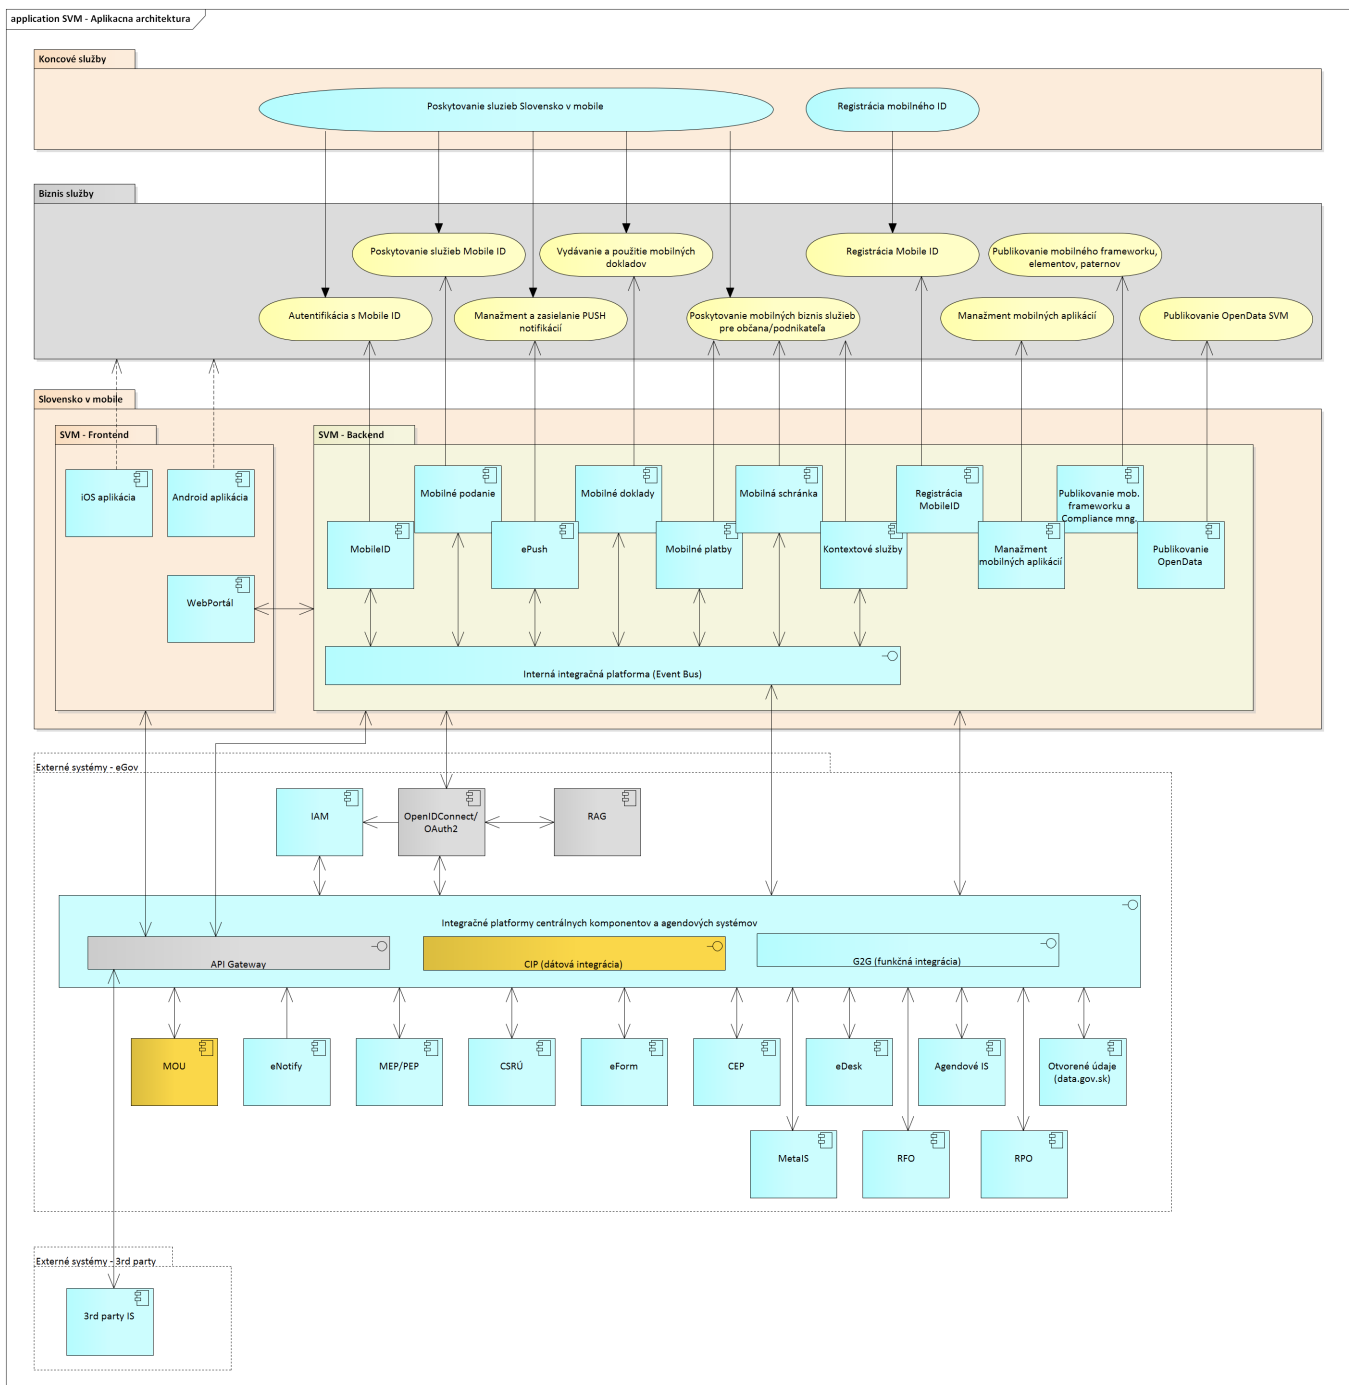 application SVM - Aplikacna architektura
Koncové služby
Poskytovanie sluzieb Slovensko v mobile
Registrácia mobilného ID
Biznis služby
Poskytovanie služieb Mobile ID
Vydávanie a použitie mobilných
dokladov
Registrácia Mobile ID
Publikovanie mobilného frameworku,
elementov, paternov
Autentifikácia s Mobile ID
Manažment a zasielanie PUSH
notifikácií
Poskytovanie mobilných biznis služieb
pre občana/podnikateľa
Manažment mobilných aplikácií
Publikovanie OpenData SVM
Slovensko v mobile
SVM - Frontend
SVM - Backend
iOS aplikácia
Android aplikácia
WebPortál
Mobilné podanie
Mobilné doklady
Mobilná schránka
Registrácia
MobileID
Publikovanie mob.
frameworku a
Compliance mng.
MobileID
ePush
Mobilné platby
Kontextové služby
Manažment
mobilných aplikácií
Publikovanie
OpenData
Interná integračná platforma (Event Bus)
Externé systémy - eGov
IAM
OpenIDConnect/
OAuth2
RAG
Integračné platformy centrálnych komponentov a agendových systémov
API Gateway
CIP (dátová integrácia)
G2G (funkčná integrácia)
MOU
eNotify
MEP/PEP
CSRÚ
eForm
CEP
eDesk
Agendové IS
Otvorené údaje
(data.gov.sk)
MetaIS
RFO
RPO
Externé systémy - 3rd party
3rd party IS